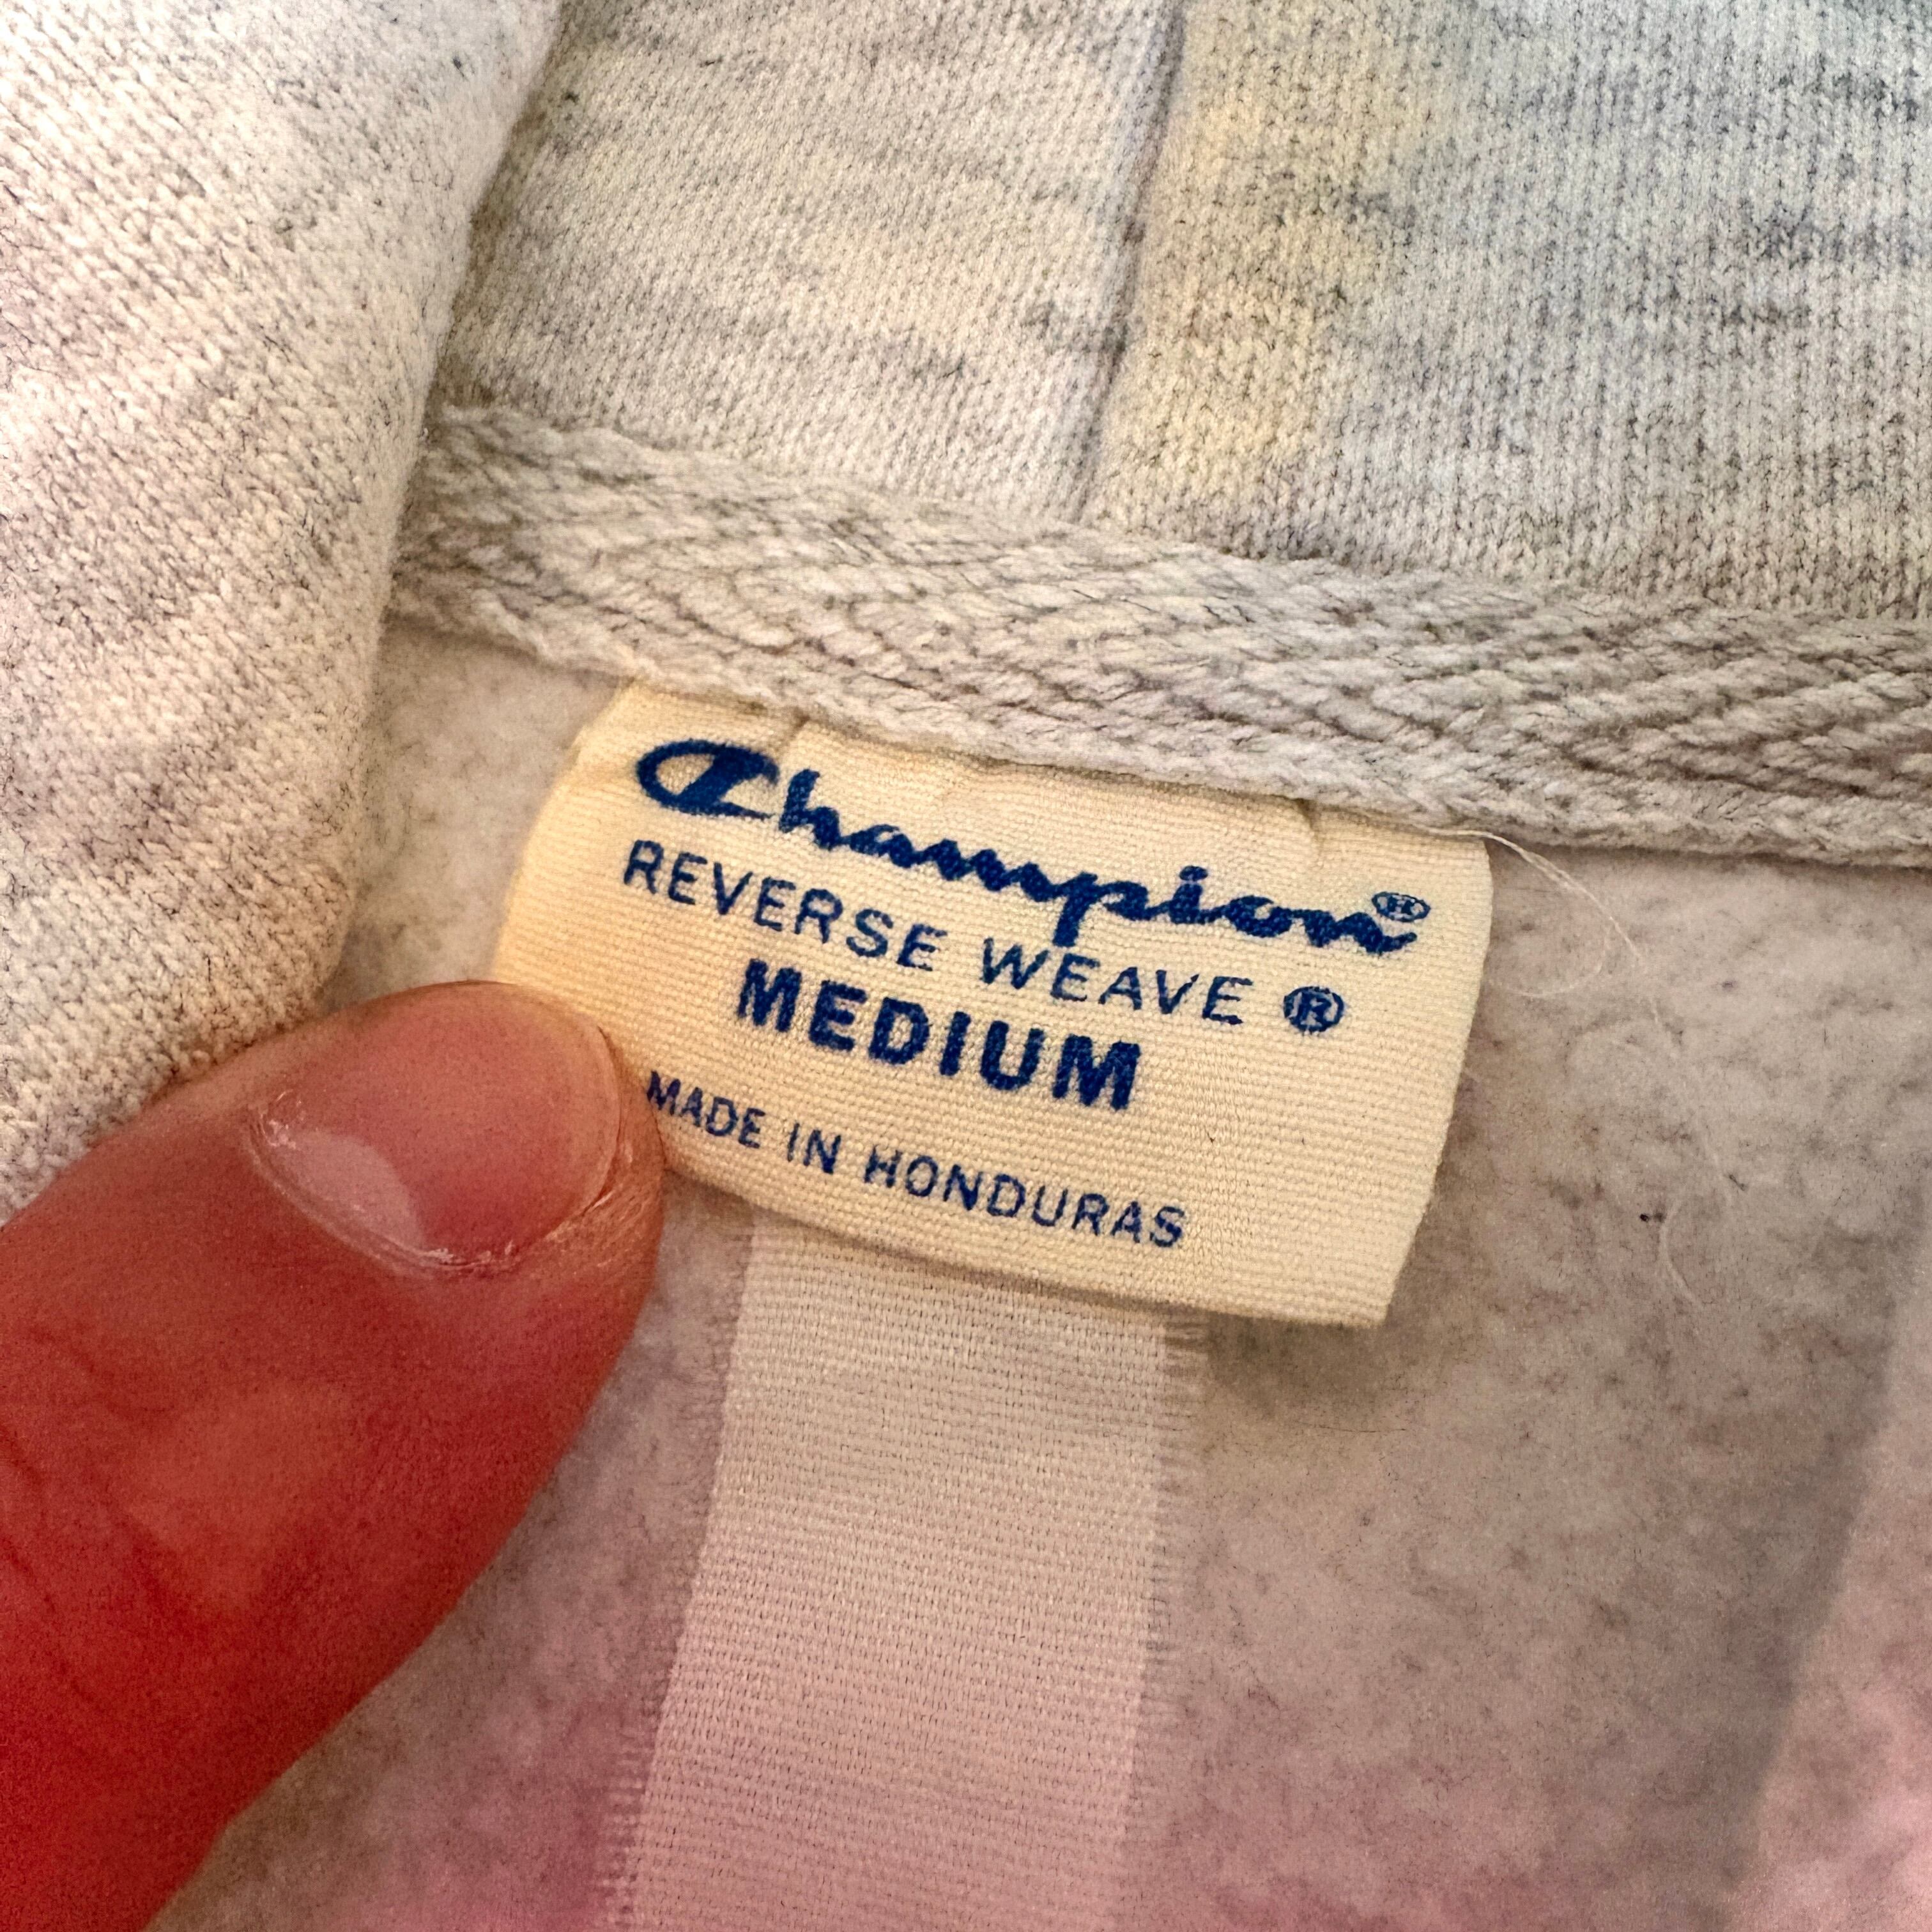 Champion®
REVERSE WEAVE ®
MEDIUM
MADE IN HONDURAS